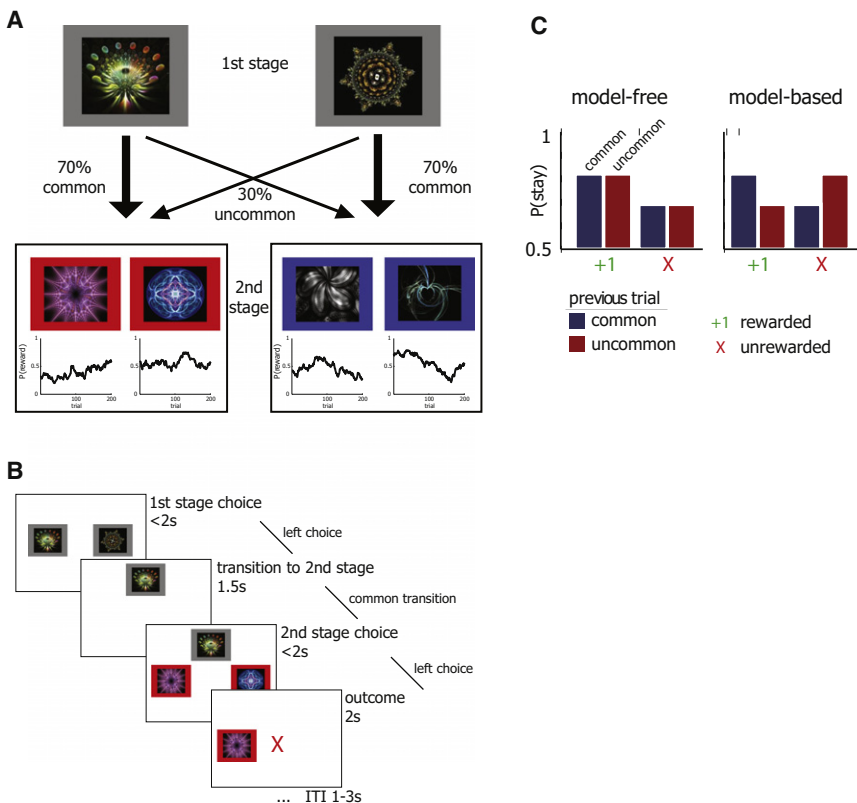 A
1st stage
70%
common
30%
uncommon
70%
common
2nd
stage
P(reward)
1
0.5
0
100
200
trial
1
0.5
0
100
200
trial
1
0.5
0
100
200
trial
1
0.5
0
100
200
trial
B
1st stage choice
<2s
left choice
transition to 2nd stage
1.5s
common transition
2nd stage choice
<2s
left choice
outcome
2s
X
... ITI 1-3s
C
model-free
model-based
P(stay)
1
0.5
common
uncommon
+1
X
+1
X
previous trial
common
uncommon
+1 rewarded
X unrewarded